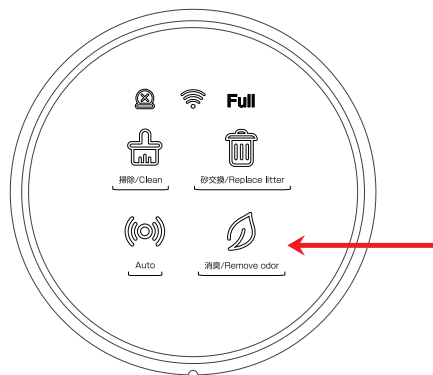 Full
掃除/Clean
砂交換/Replace litter
Auto
消臭/Remove odor